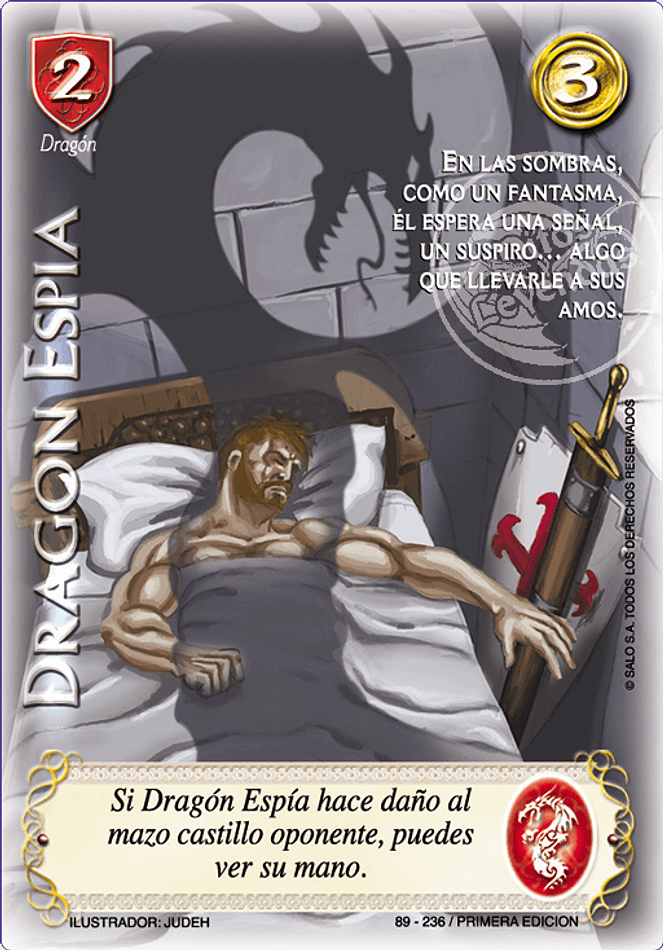 2
3
Dragón
EN LAS SOMBRAS,
COMO UN FANTASMA,
ÉL ESPERA UNA SEÑAL,
UN SUSPIRO... ALGO
QUE LLEVARLE A SUS
AMOS.
DRAGÓN ESPÍA
© SALO S.A. TODOS LOS DERECHOS RESERVADOS
Si Dragón Espía hace daño al
mazo castillo oponente, puedes
ver su mano.
ILUSTRADOR: JUDEH
89 - 236 / PRIMERA EDICION